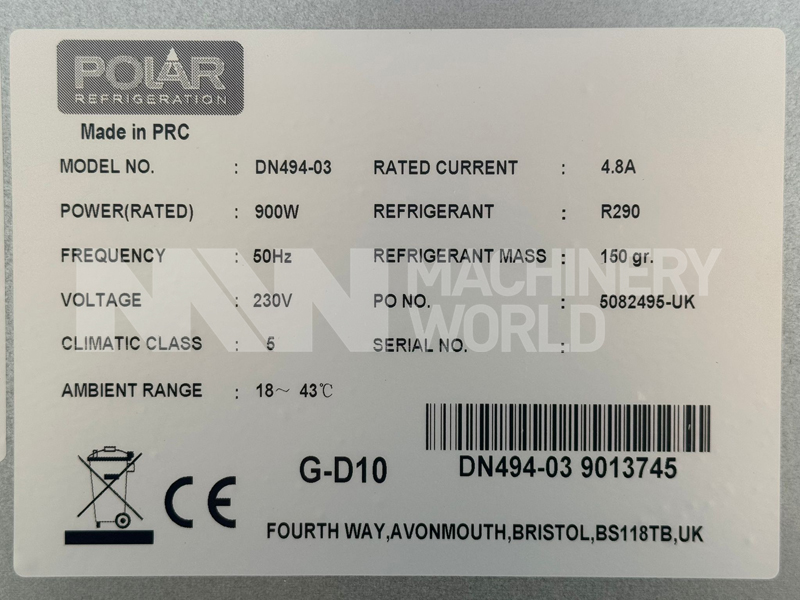 POLAR
REFRIGERATION
Made in PRC
MODEL NO. : DN494-03 RATED CURRENT : 4.8A
POWER(RATED) : 900W REFRIGERANT : R290
FREQUENCY : 50Hz REFRIGERANT MASS : 150 gr.
VOLTAGE : 230V PO NO. : 5082495-UK
CLIMATIC CLASS : 5 SERIAL NO. :
AMBIENT RANGE : 18～ 43℃
MW MACHINERY
WORLD
G-D10 DN494-03 9013745
CE
FOURTH WAY,AVONMOUTH,BRISTOL,BS118TB,UK